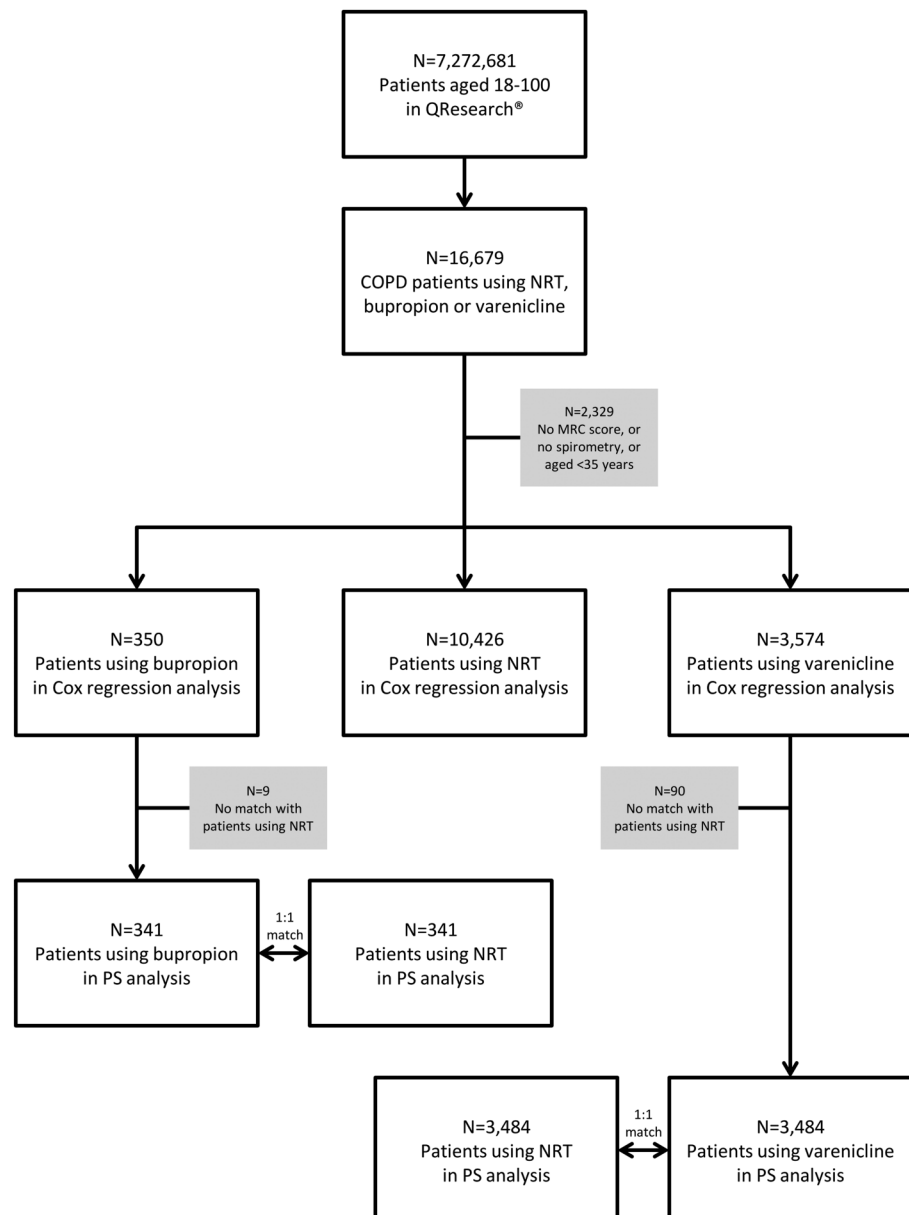 N=7,272,681
Patients aged 18-100
in QResearch®
N=16,679
COPD patients using NRT,
bupropion or varenicline
N=2,329
No MRC score, or
no spirometry, or
aged <35 years
N=350
Patients using bupropion
in Cox regression analysis
N=10,426
Patients using NRT
in Cox regression analysis
N=3,574
Patients using varenicline
in Cox regression analysis
N=9
No match with
patients using NRT
N=90
No match with
patients using NRT
N=341
Patients using bupropion
in PS analysis
1:1
match
N=341
Patients using NRT
in PS analysis
N=3,484
Patients using NRT
in PS analysis
1:1
match
N=3,484
Patients using varenicline
in PS analysis